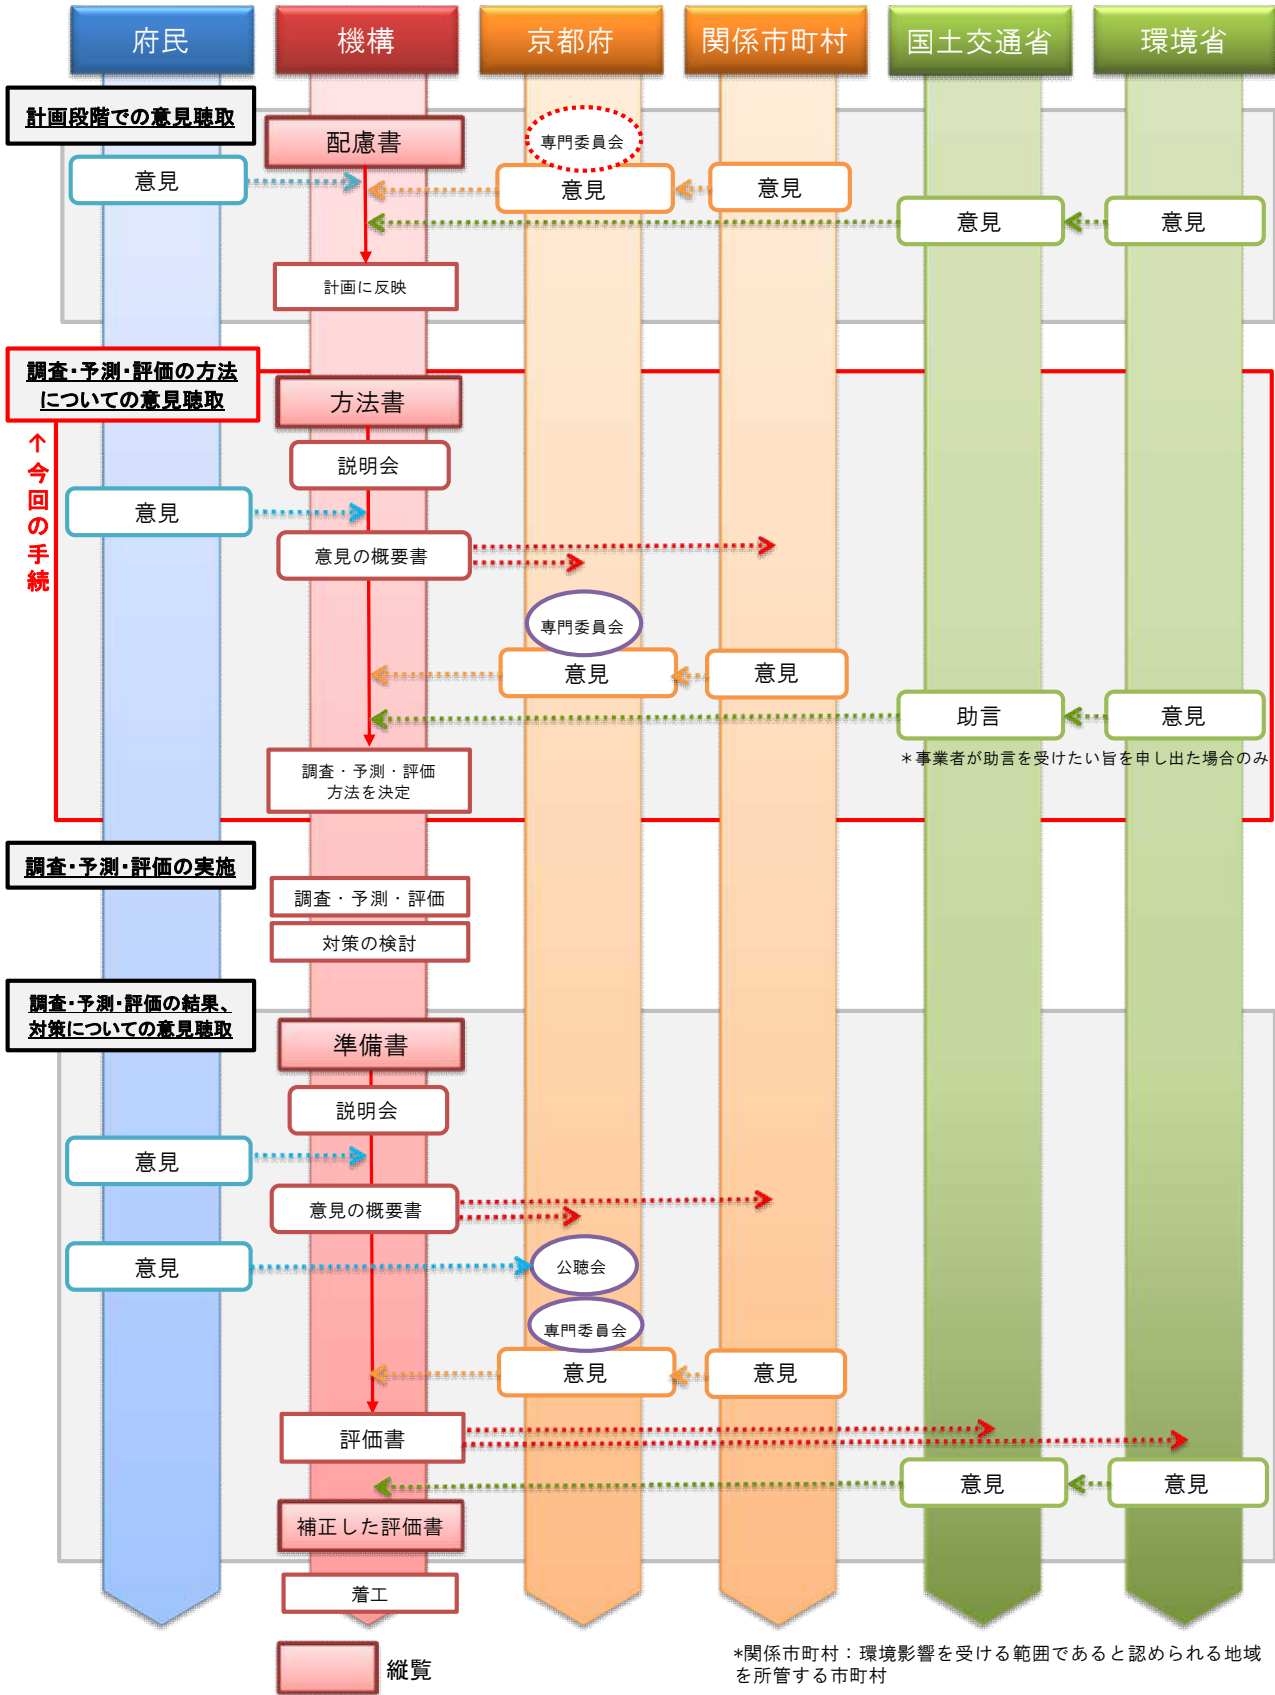 府民
機構
京都府
関係市町村
国土交通省
環境省
計画段階での意見聴取
配慮書
専門委員会
意見
意見
意見
意見
意見
計画に反映
調査・予測・評価の方法
についての意見聴取
↑今回の手続
方法書
説明会
意見
意見の概要書
専門委員会
意見
意見
助言
意見
＊事業者が助言を受けたい旨を申し出た場合のみ
調査・予測・評価
方法を決定
調査・予測・評価の実施
調査・予測・評価
対策の検討
調査・予測・評価の結果、
対策についての意見聴取
準備書
説明会
意見
意見の概要書
意見
公聴会
専門委員会
意見
意見
評価書
意見
意見
補正した評価書
着工
縦覧
*関係市町村：環境影響を受ける範囲であると認められる地域
を所管する市町村